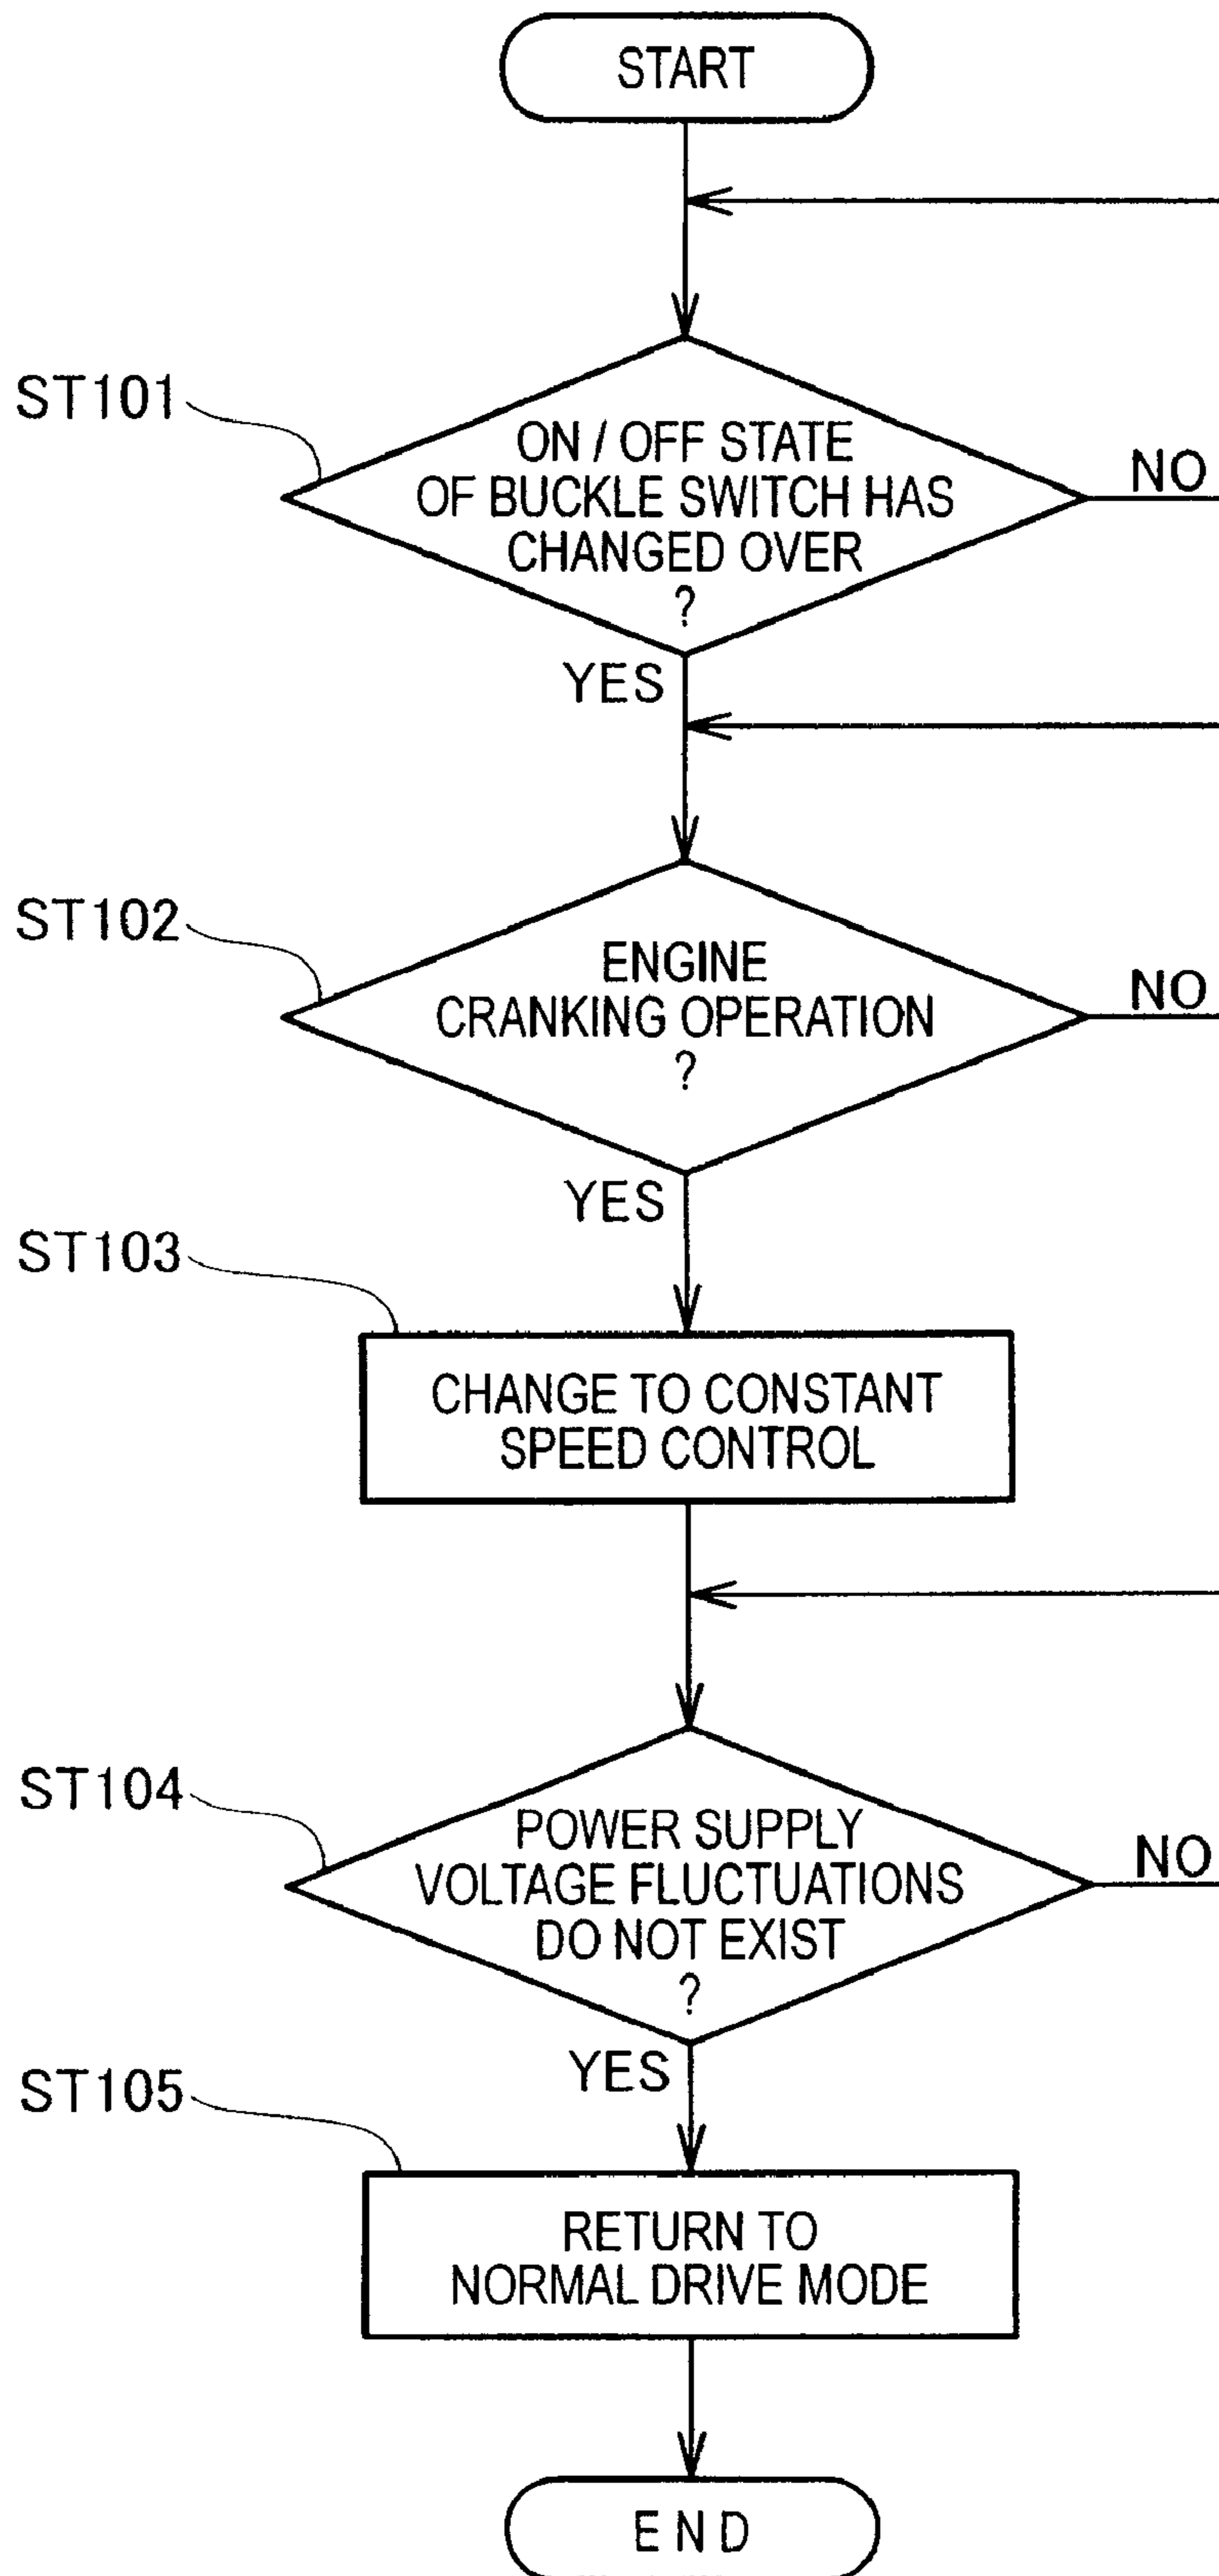 START
ST101
ON / OFF STATE
OF BUCKLE SWITCH HAS
CHANGED OVER
?
NO
YES
ST102
ENGINE
CRANKING OPERATION
?
NO
YES
ST103
CHANGE TO CONSTANT
SPEED CONTROL
ST104
POWER SUPPLY
VOLTAGE FLUCTUATIONS
DO NOT EXIST
?
NO
YES
ST105
RETURN TO
NORMAL DRIVE MODE
END